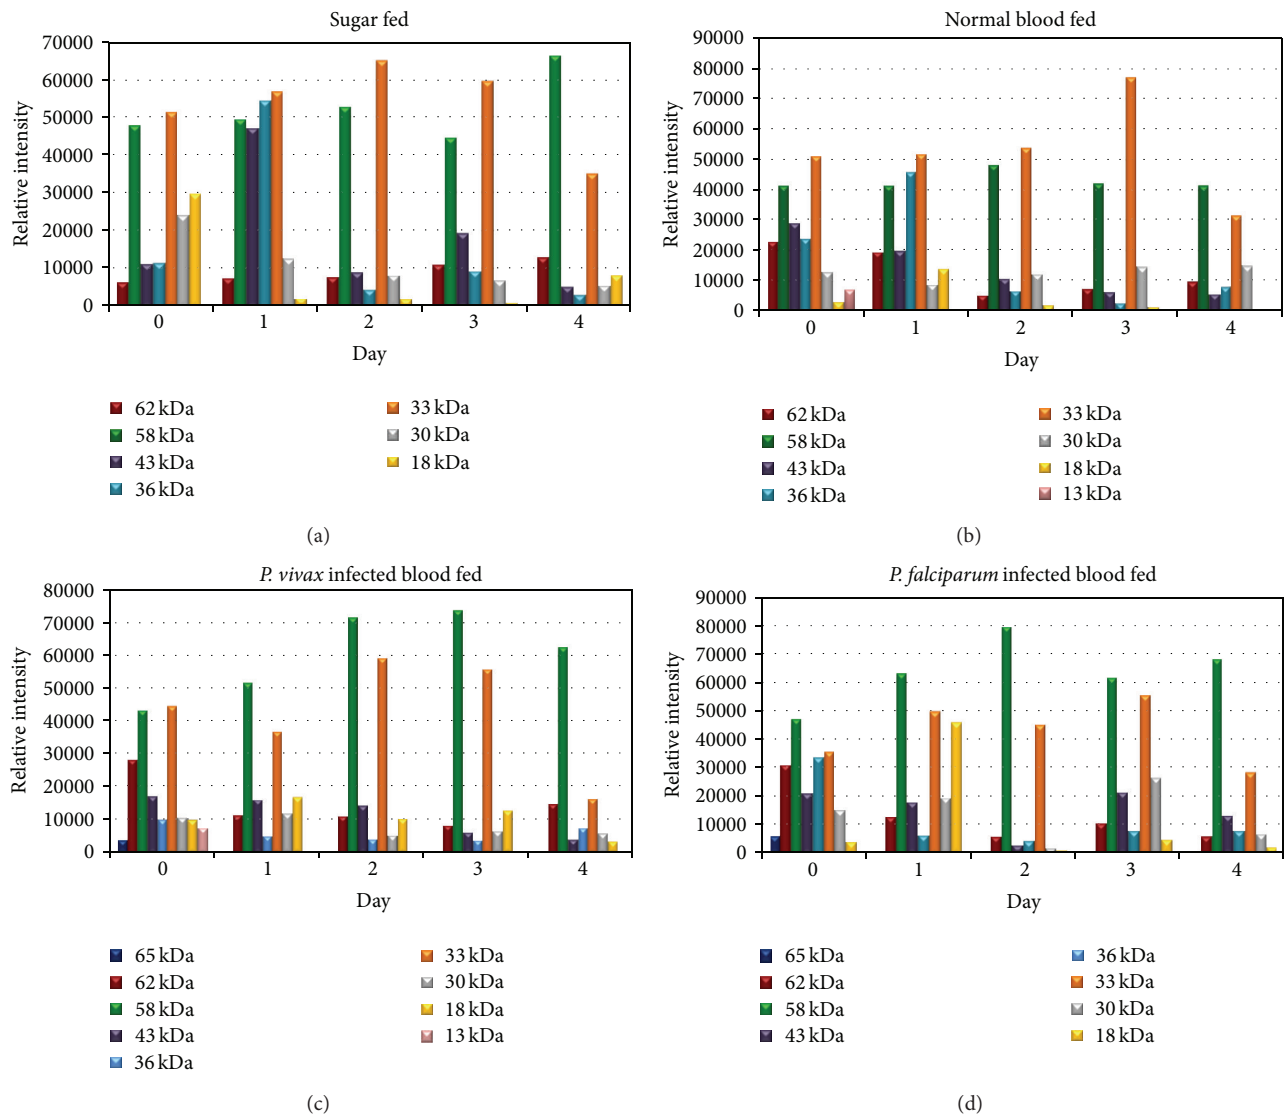 Sugar fed
70000
60000
50000
40000
30000
20000
10000
0
Relative intensity
0 1 2 3 4
Day
62 kDa
58 kDa
43 kDa
36 kDa
33 kDa
30 kDa
18 kDa
(a)
Normal blood fed
90000
80000
70000
60000
50000
40000
30000
20000
10000
0
Relative intensity
0 1 2 3 4
Day
62 kDa
58 kDa
43 kDa
36 kDa
33 kDa
30 kDa
18 kDa
13 kDa
(b)
P. vivax infected blood fed
80000
70000
60000
50000
40000
30000
20000
10000
0
Relative intensity
0 1 2 3 4
Day
65 kDa
62 kDa
58 kDa
43 kDa
36 kDa
33 kDa
30 kDa
18 kDa
13 kDa
(c)
P. falciparum infected blood fed
90000
80000
70000
60000
50000
40000
30000
20000
10000
0
Relative intensity
0 1 2 3 4
Day
65 kDa
62 kDa
58 kDa
43 kDa
36 kDa
33 kDa
30 kDa
18 kDa
(d)